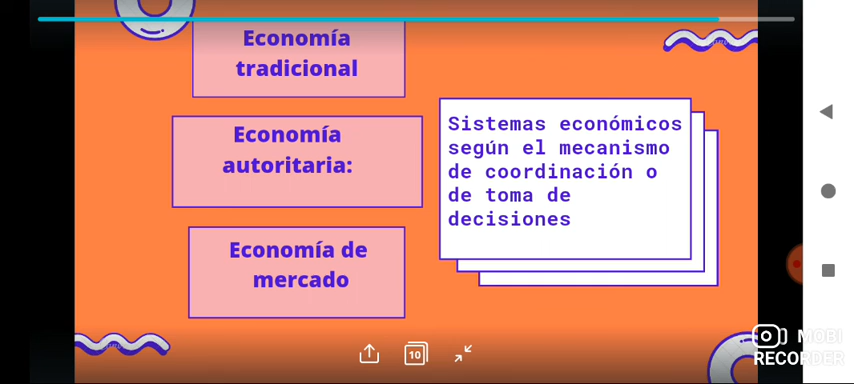 Economía
tradicional
Economía
autoritaria:
Economía de
mercado
Sistemas económicos
según el mecanismo
de coordinación o
de toma de
decisiones
10
MOBI
RECORDER